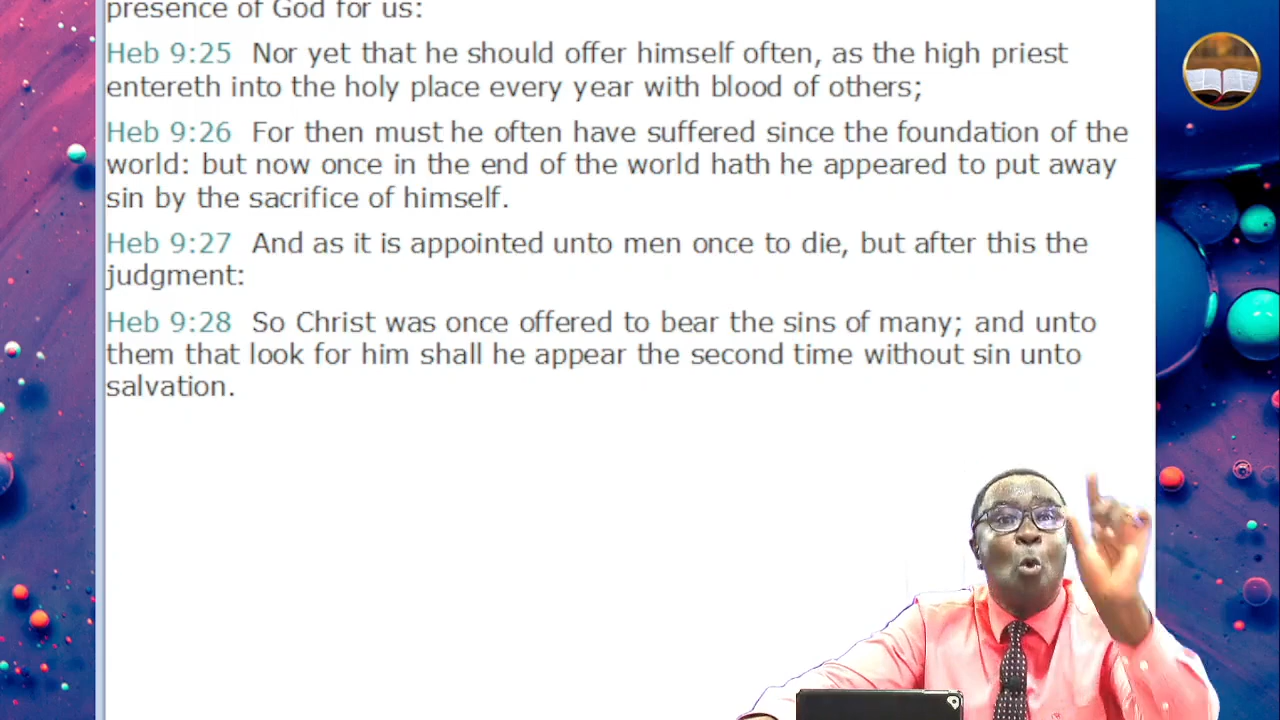 presence of God for us:
Heb 9:25 Nor yet that he should offer himself often, as the high priest
entereth into the holy place every year with blood of others;
Heb 9:26 For then must he often have suffered since the foundation of the
world: but now once in the end of the world hath he appeared to put away
sin by the sacrifice of himself.
Heb 9:27 And as it is appointed unto men once to die, but after this the
judgment:
Heb 9:28 So Christ was once offered to bear the sins of many; and unto
them that look for him shall he appear the second time without sin unto
salvation.